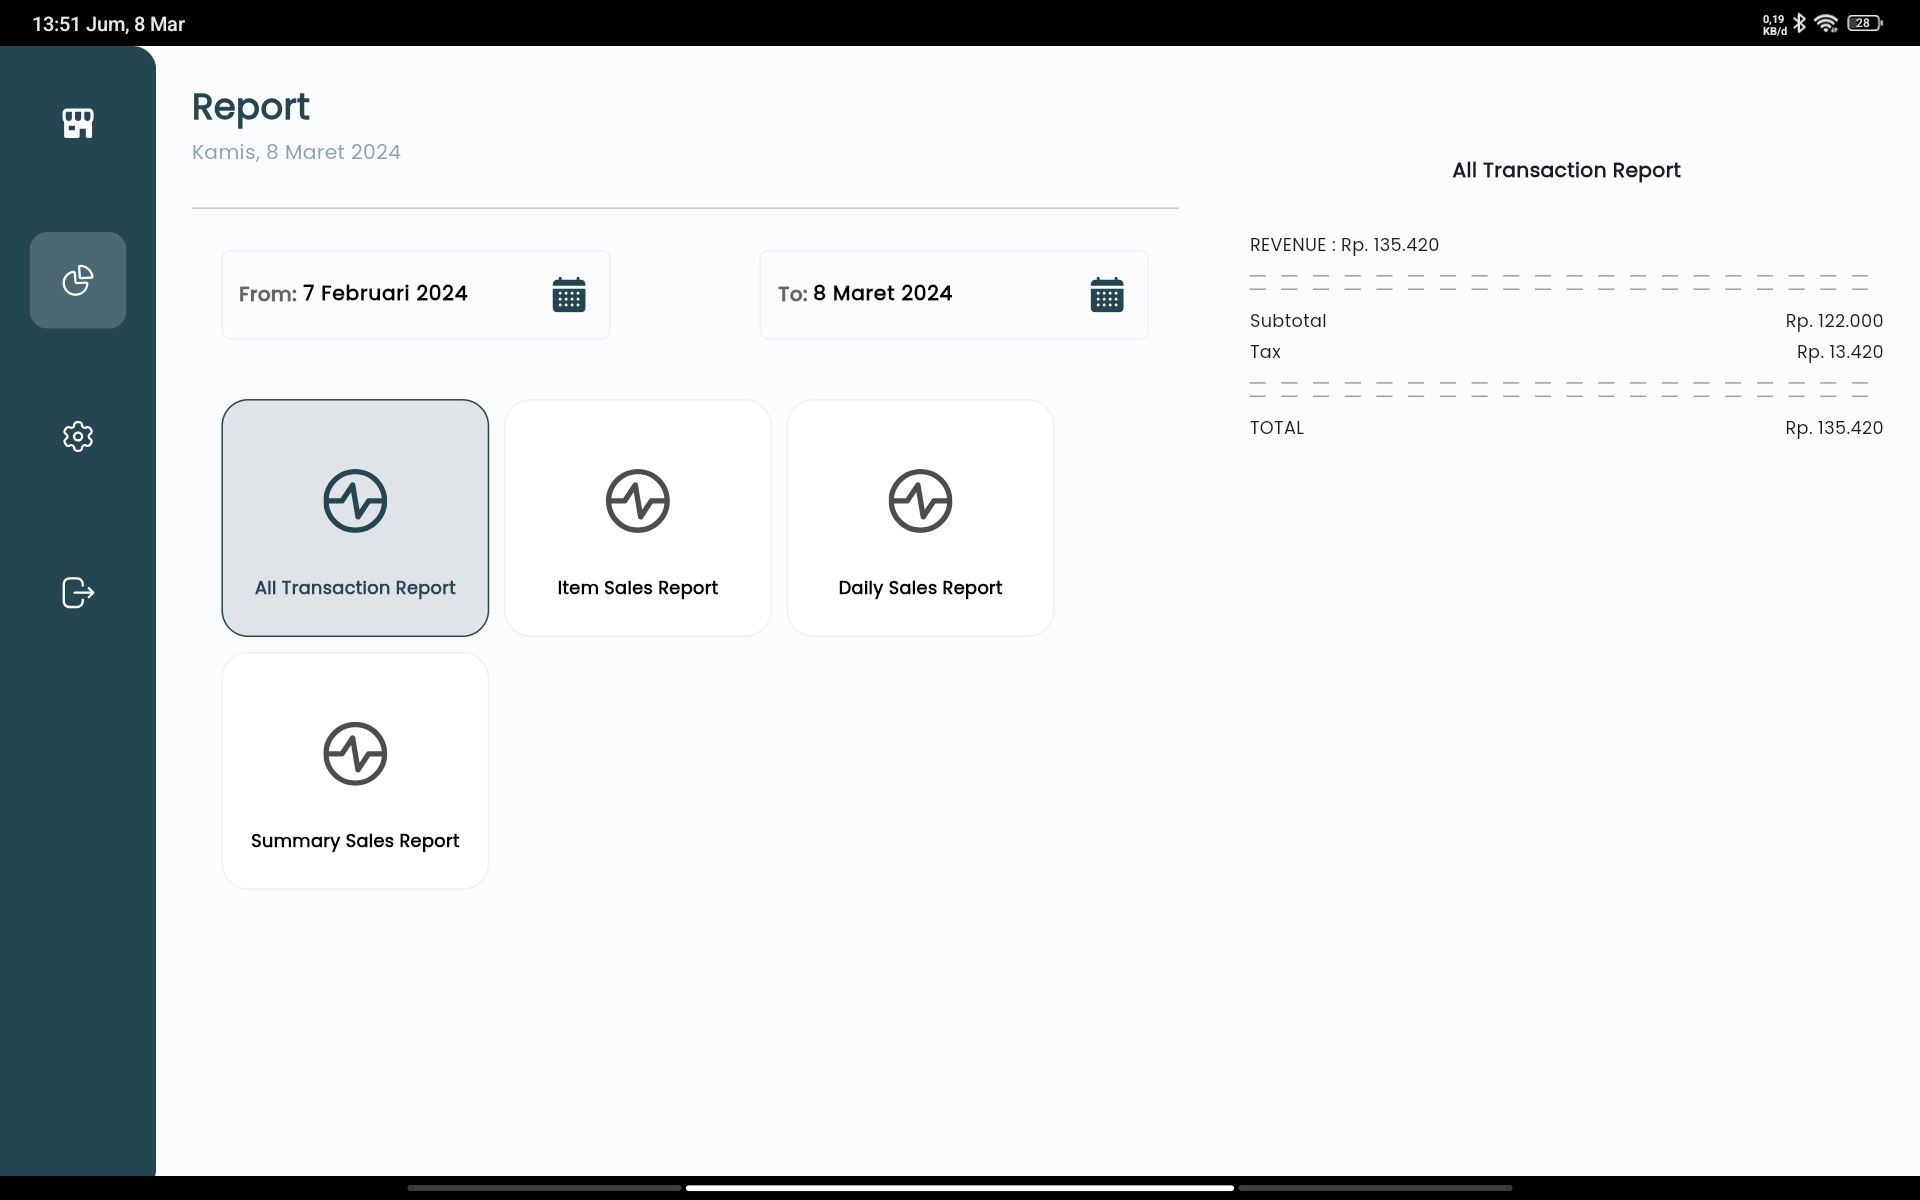 13:51 Jum, 8 Mar
0,19
KB/d
28
Report
Kamis, 8 Maret 2024
From: 7 Februari 2024
To: 8 Maret 2024
All Transaction Report
Item Sales Report
Daily Sales Report
Summary Sales Report
All Transaction Report
REVENUE : Rp. 135.420
Subtotal Rp. 122.000
Tax Rp. 13.420
TOTAL Rp. 135.420